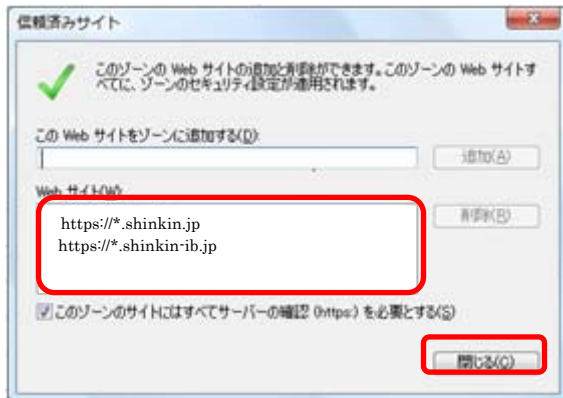 信頼済みサイト
このゾーンの Web サイトの追加と削除ができます。このゾーンの Web サイトす
べてに、ゾーンのセキュリティ設定が適用されます。
この Web サイトをゾーンに追加する(D):
追加(A)
Web サイト(W):
https://*.shinkin.jp
https://*.shinkin-ib.jp
削除(R)
このゾーンのサイトにはすべてサーバーの確認 (https:) を必要とする(S)
閉じる(C)